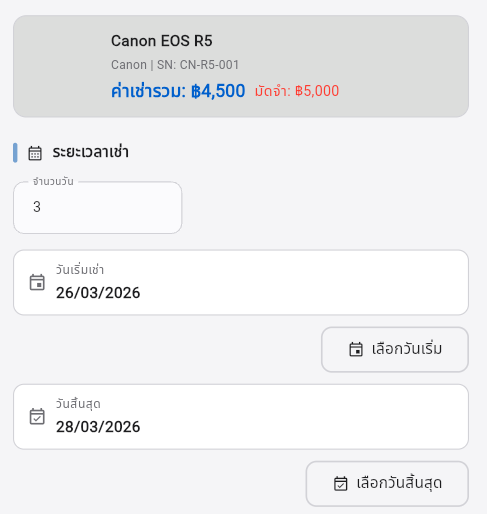 Canon EOS R5
Canon | SN: CN-R5-001
ค่าเช่ารวม: ฿4,500 มัดจำ: ฿5,000
ระยะเวลาเช่า
จำนวนวัน
3
วันเริ่มเช่า
26/03/2026
เลือกวันเริ่ม
วันสิ้นสุด
28/03/2026
เลือกวันสิ้นสุด